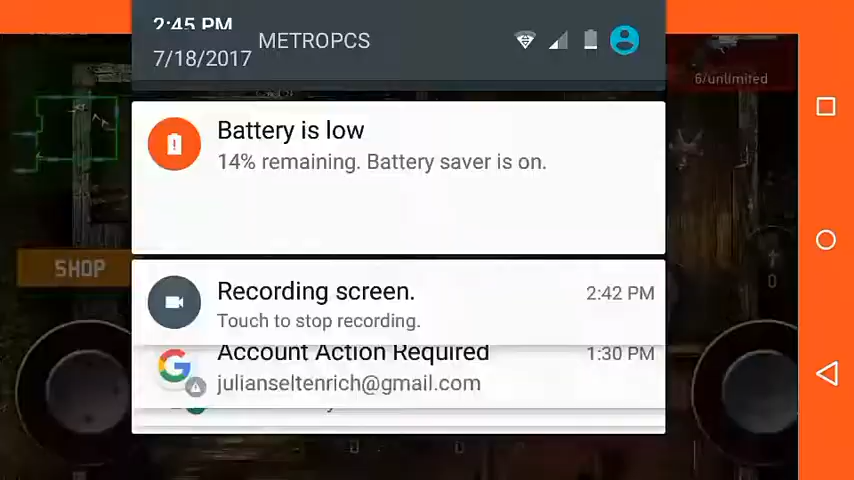 2:45 PM
METROPCS
7/18/2017
6/unlimited
Battery is low
14% remaining. Battery saver is on.
SHOP
0
Recording screen.
2:42 PM
Touch to stop recording.
Account Action Required
1:30 PM
julianseltenrich@gmail.com